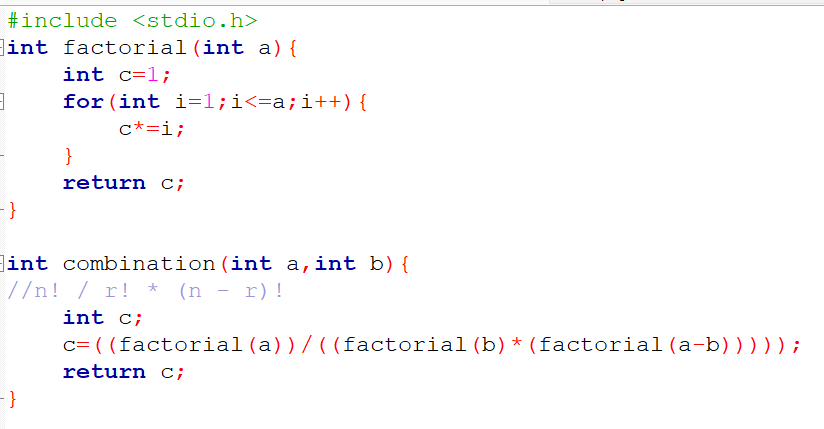 #include <stdio.h>
int factorial(int a){
    int c=1;
    for(int i=1;i<=a;i++){
        c*=i;
    }
    return c;
}

int combination(int a,int b){
//n! / r! * (n - r)!
    int c;
    c=((factorial(a))/((factorial(b)*(factorial(a-b)))));
    return c;
}